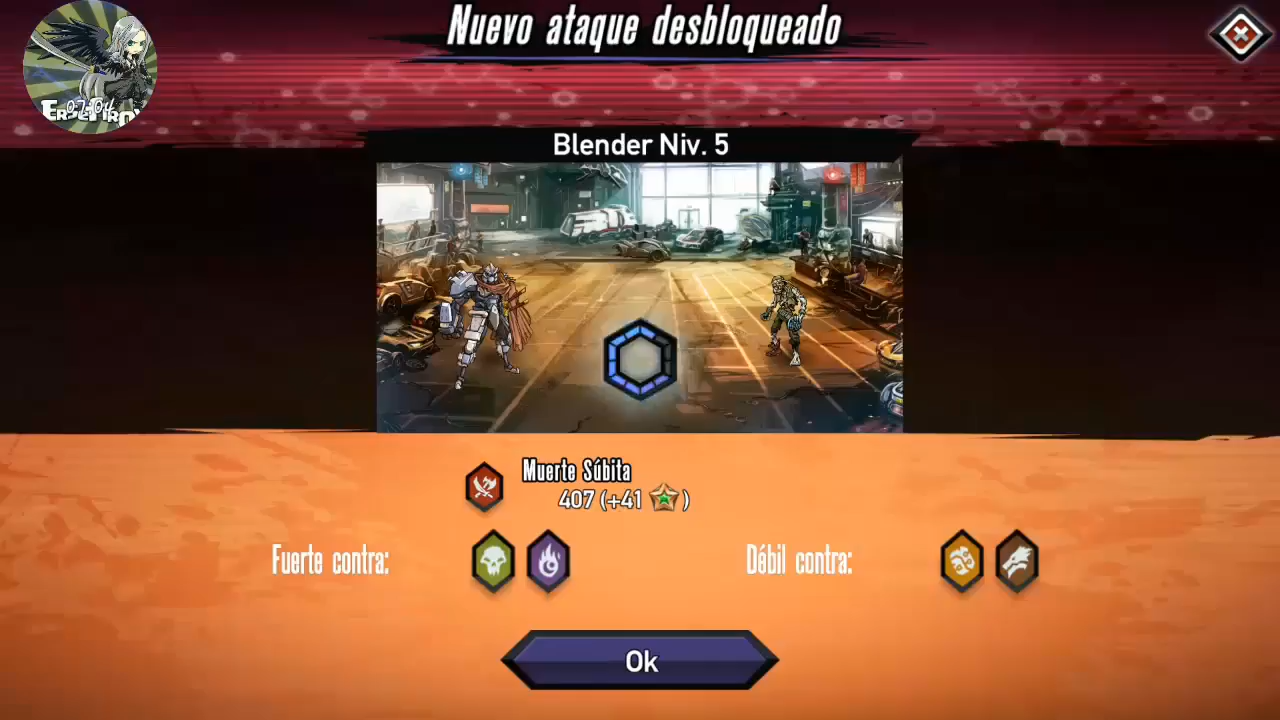 Nuevo ataque desbloqueado
Blender Niv. 5
Muerte Súbita
407 (+41 )
Fuerte contra:
Débil contra:
Ok